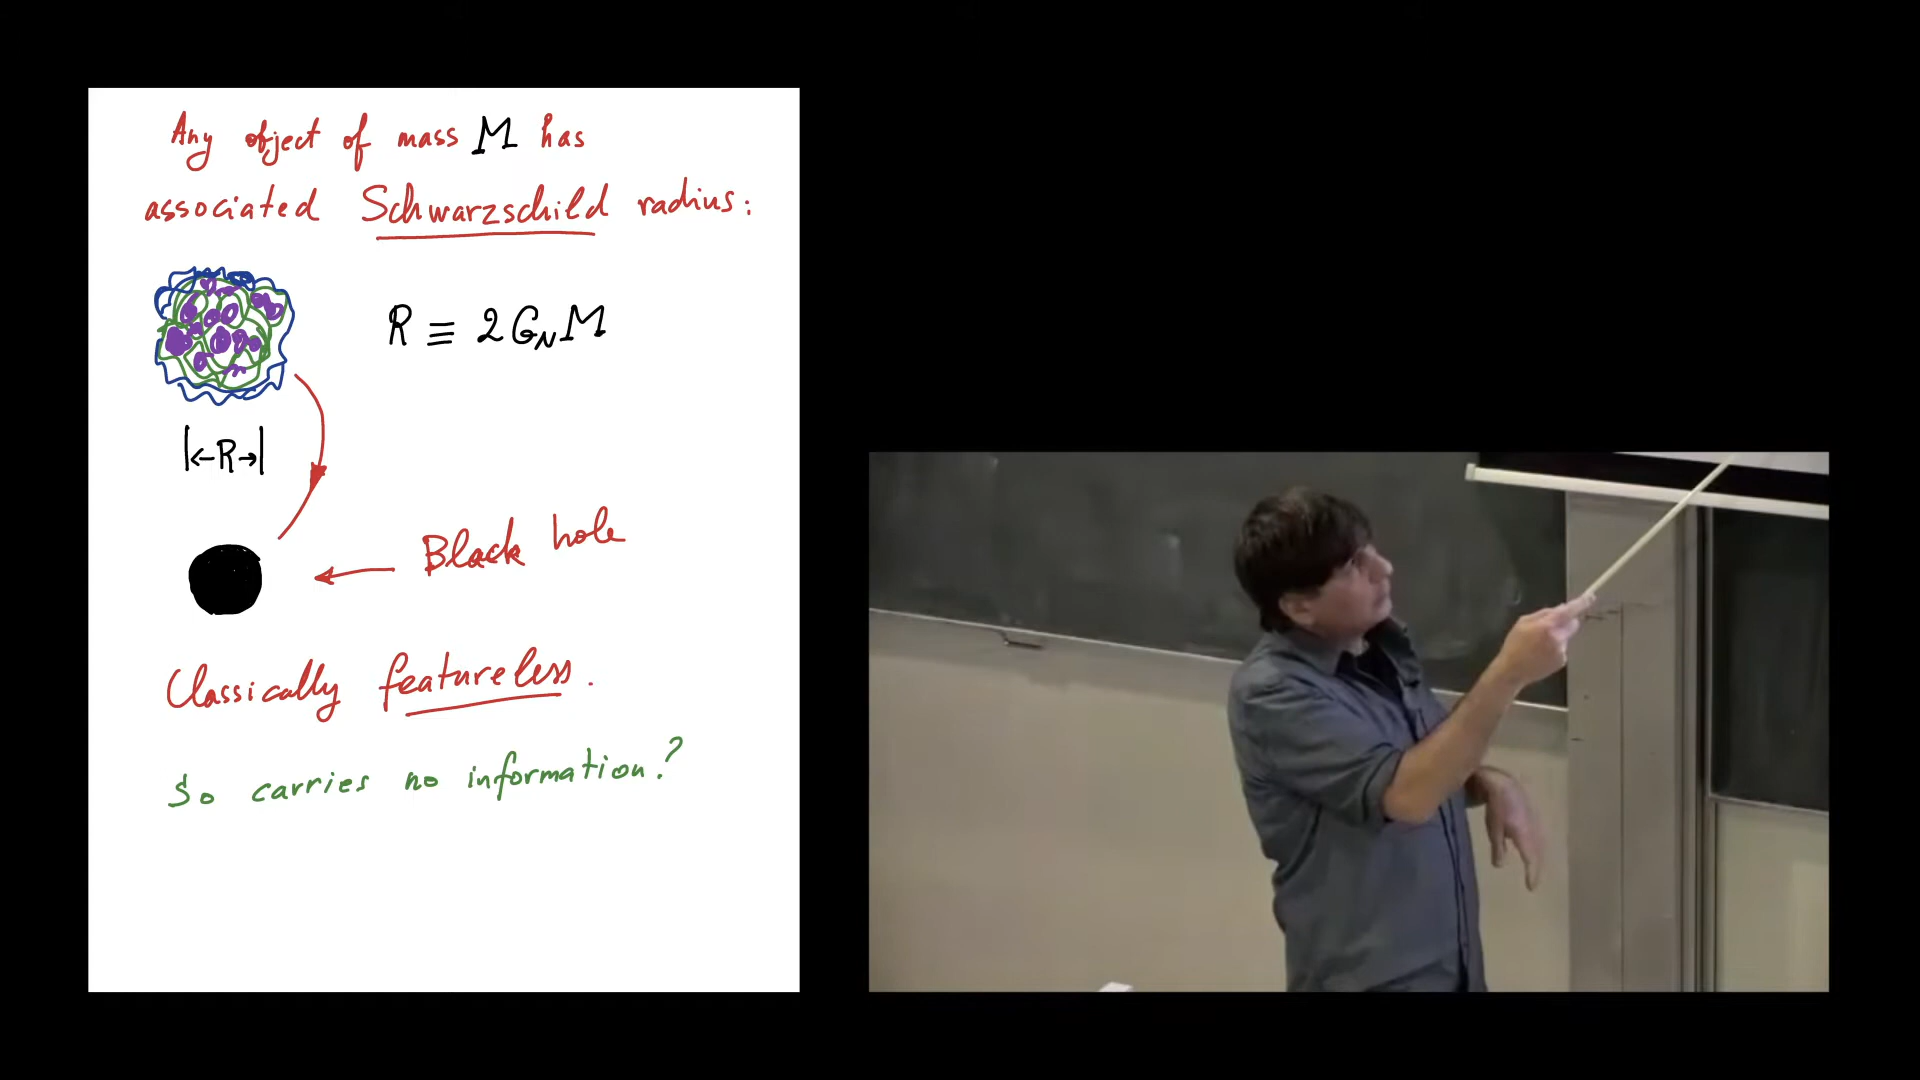 Any object of mass M has
associated Schwarzschild radius:
R ≡ 2G_N M
|←R→|
Black hole
Classically featureless.
So carries no information?